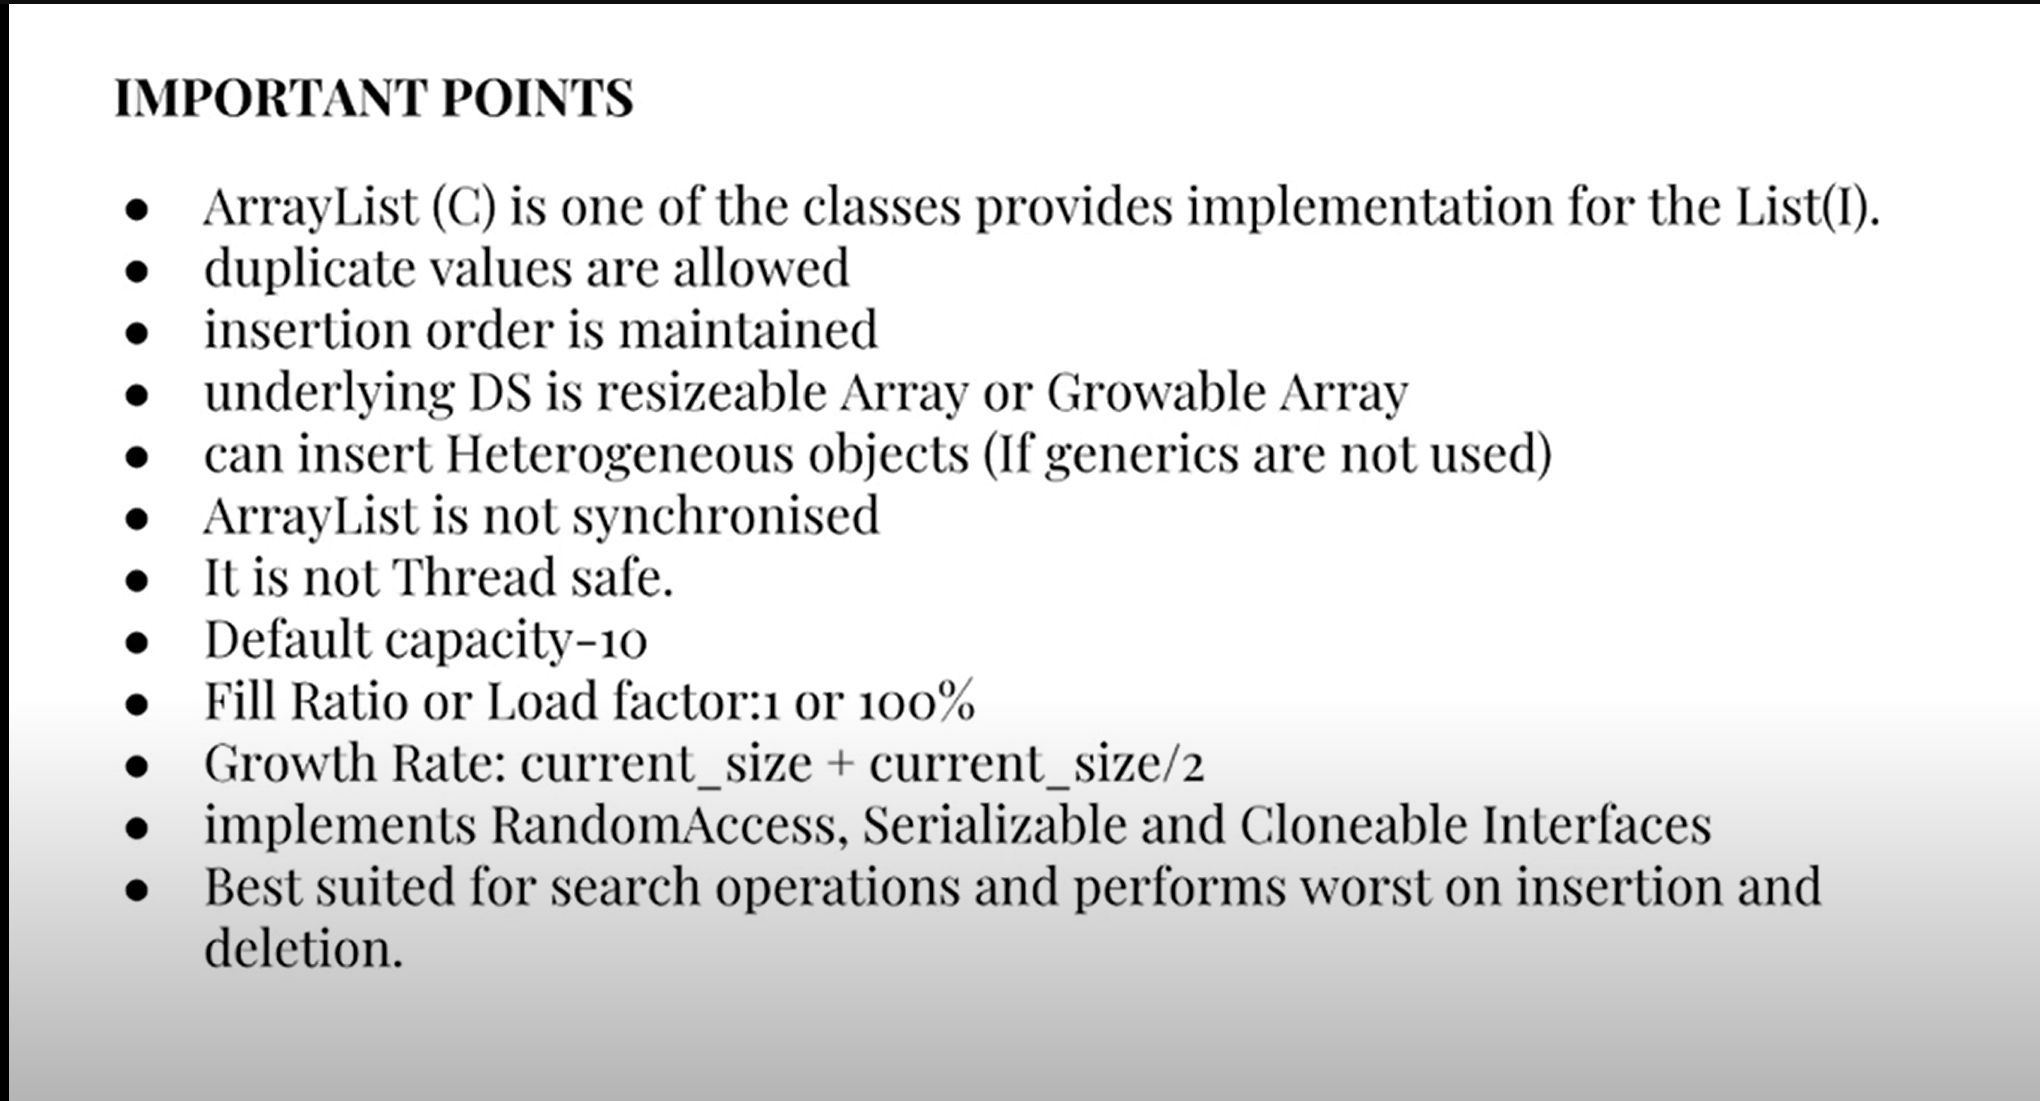 IMPORTANT POINTS
● ArrayList (C) is one of the classes provides implementation for the List(I).
● duplicate values are allowed
● insertion order is maintained
● underlying DS is resizeable Array or Growable Array
● can insert Heterogeneous objects (If generics are not used)
● ArrayList is not synchronised
● It is not Thread safe.
● Default capacity-10
● Fill Ratio or Load factor:1 or 100%
● Growth Rate: current_size + current_size/2
● implements RandomAccess, Serializable and Cloneable Interfaces
● Best suited for search operations and performs worst on insertion and
deletion.